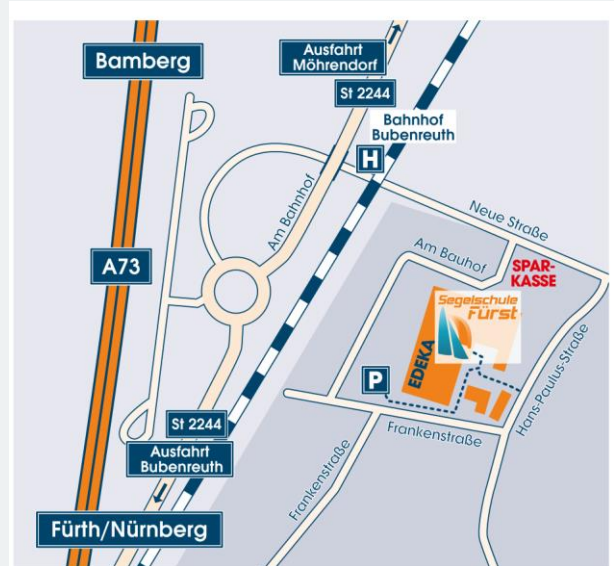 Bamberg
Ausfahrt
Möhrendorf
St 2244
Bahnhof
Bubenreuth
H
Am Bahnhof
Neue Straße
A73
Am Bauhof
SPAR-
KASSE
Segelschule
Fürst
EDEKA
P
Hans-Paulus-Straße
Frankenstraße
Frankenstraße
St 2244
Ausfahrt
Bubenreuth
Fürth/Nürnberg